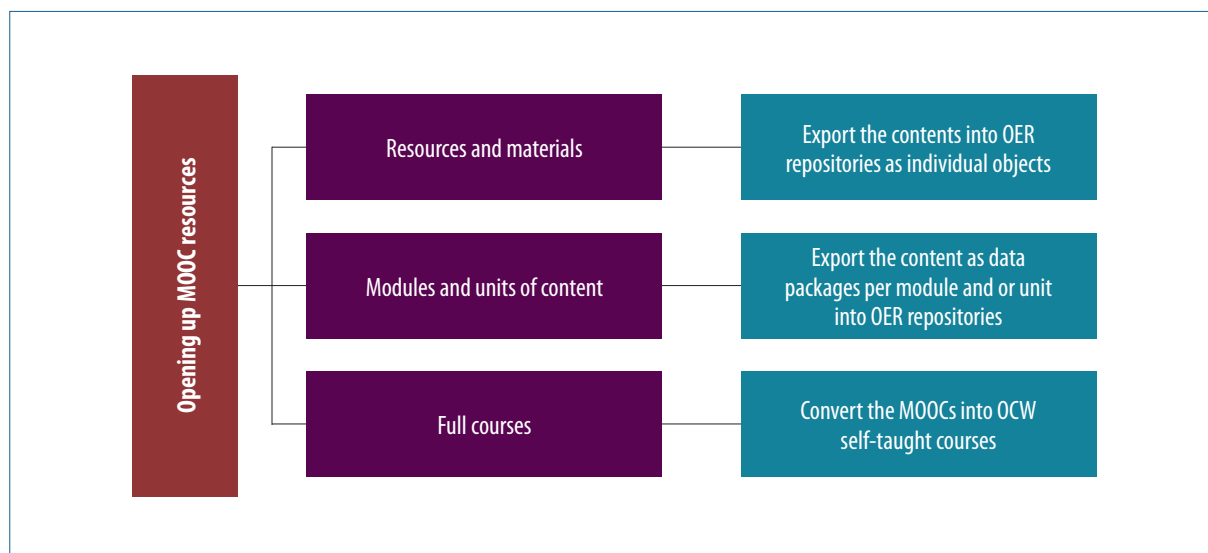 Opening up MOOC resources
Resources and materials
Export the contents into OER
repositories as individual objects
Modules and units of content
Export the content as data
packages per module and or unit
into OER repositories
Full courses
Convert the MOOCs into OCW
self-taught courses